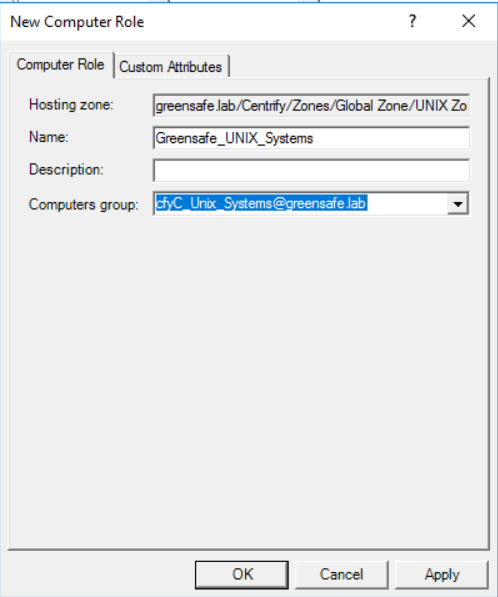 New Computer Role ?
Computer Role Custom Attributes
Hosting zone: greensafe.lab/Centrify/Zones/Global Zone/UNIX Zo
Name: Greensafe_UNIX_Systems
Description:
Computers group: cfyC_Unix_Systems@greensafe.lab
OK Cancel Apply